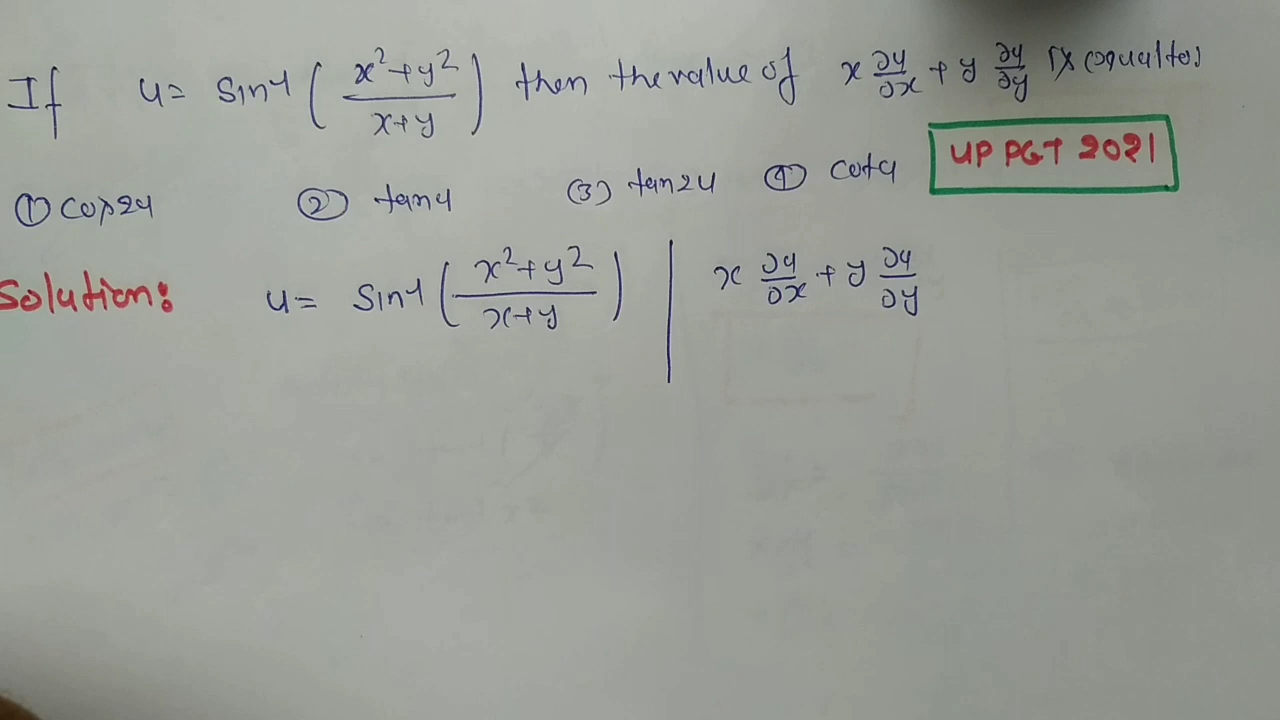 If u = sin⁻¹ ( x²+y² / x+y ) then the value of x ∂u/∂x + y ∂u/∂y is (equal to)
UP PGT 2021
① cos2u ② tanu (3) tan2u ④ cotu
Solution: u = sin⁻¹ ( x²+y² / x+y ) | x ∂u/∂x + y ∂u/∂y